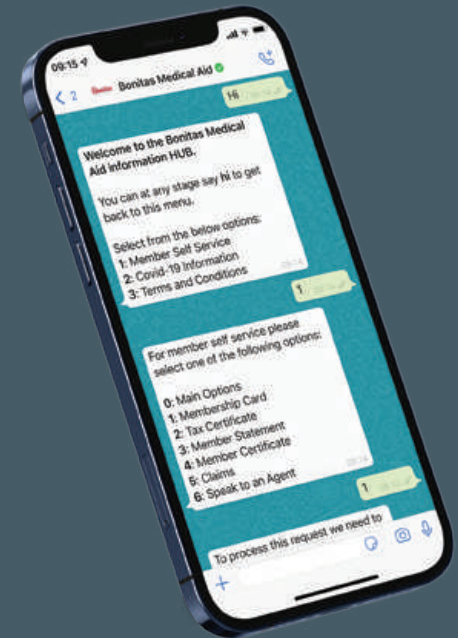 09:15
2
Bonitas Medical Aid
Hi
Welcome to the Bonitas Medical
Aid information HUB.
You can at any stage say hi to get
back to this menu.
Select from the below options:
1: Member Self Service
2: Covid-19 Information
3: Terms and Conditions
09:14
1
For member self service please
select one of the following options:
0: Main Options
1: Membership Card
2: Tax Certificate
3: Member Statement
4: Member Certificate
5: Claims
6: Speak to an Agent
09:14
1
To process this request we need to